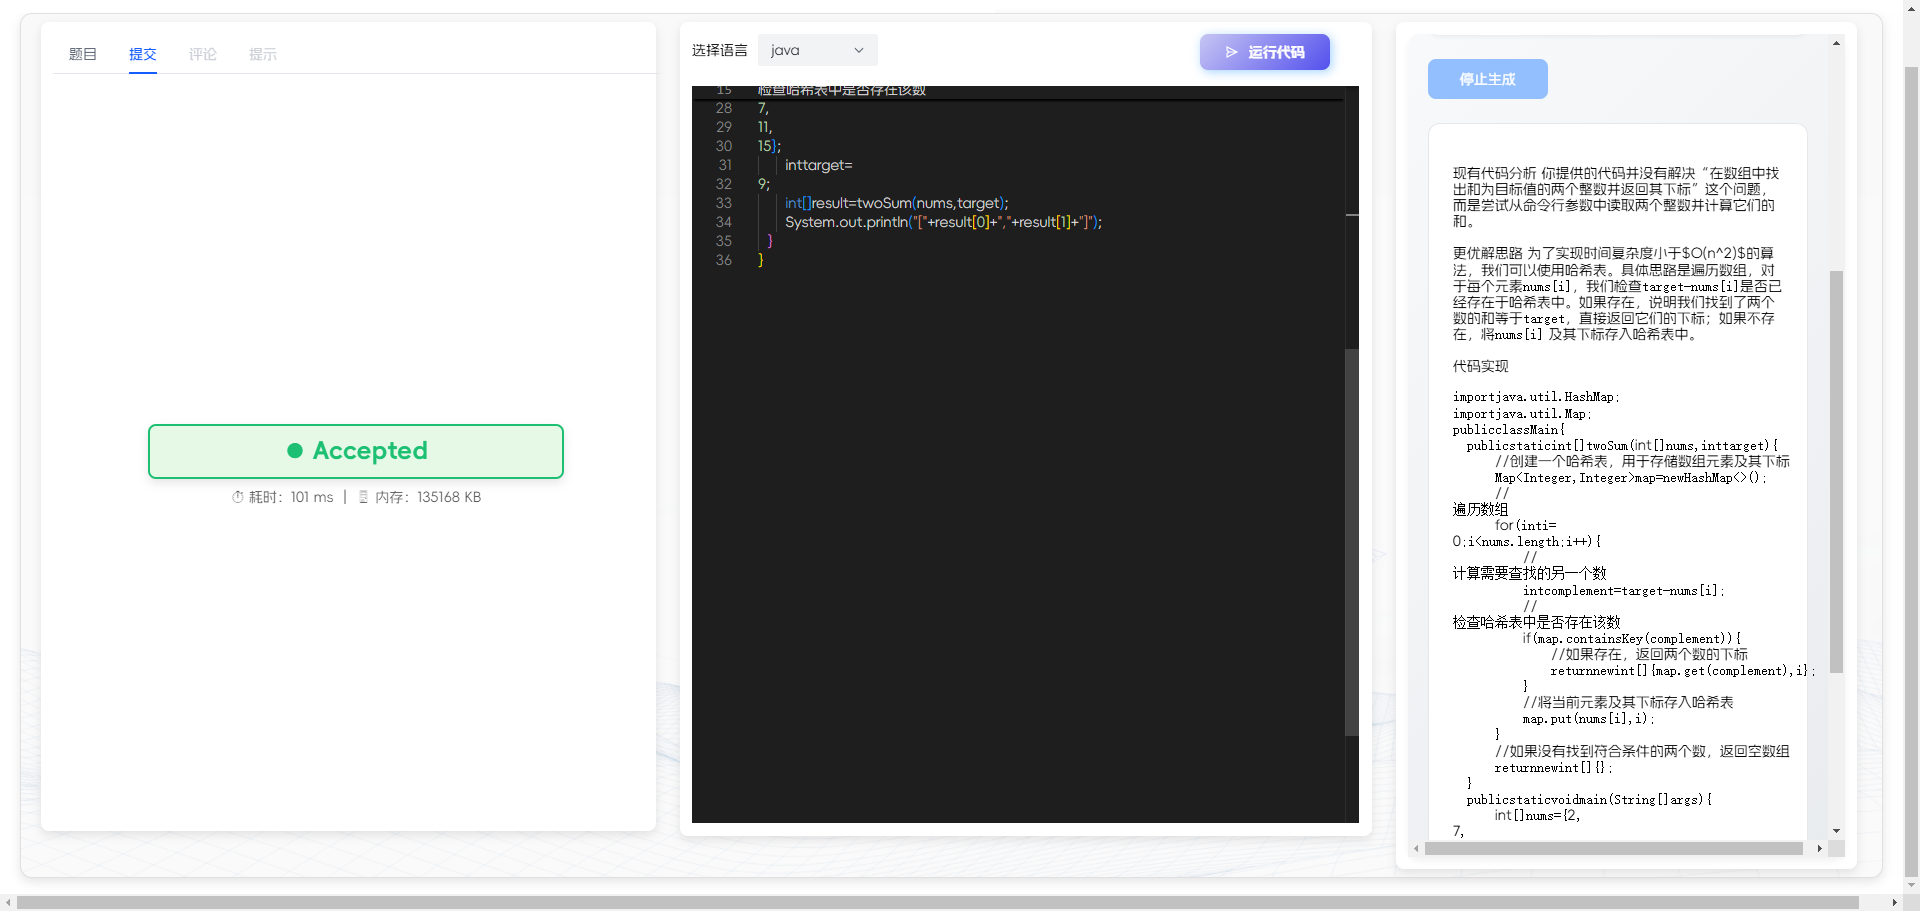 题目 提交 评论 提示
Accepted
耗时：101 ms | 内存：135168 KB
选择语言 java 运行代码
15 检查哈希表中是否存在该数
28 7,
29 11,
30 15};
31 inttarget=
32 9;
33 int[]result=twoSum(nums,target);
34 System.out.println("["+result[0]+","+result[1]+"]");
35 }
36 }
停止生成
现有代码分析 你提供的代码并没有解决“在数组中找
出和为目标值的两个整数并返回其下标”这个问题，
而是尝试从命令行参数中读取两个整数并计算它们的
和。
更优解思路 为了实现时间复杂度小于$O(n^2)$的算
法，我们可以使用哈希表。具体思路是遍历数组，对
于每个元素nums[i]，我们检查target-nums[i]是否已
经存在于哈希表中。如果存在，说明我们找到了两个
数的和等于target，直接返回它们的下标；如果不存
在，将nums[i] 及其下标存入哈希表中。
代码实现
importjava.util.HashMap;
importjava.util.Map;
publicclassMain{
publicstaticint[]twoSum(int[]nums,inttarget){
//创建一个哈希表，用于存储数组元素及其下标
Map<Integer,Integer>map=newHashMap<>();
//
遍历数组
for(inti=
0;i<nums.length;i++){
//
计算需要查找的另一个数
intcomplement=target-nums[i];
//
检查哈希表中是否存在该数
if(map.containsKey(complement)){
//如果存在，返回两个数的下标
returnnewint[]{map.get(complement),i};
}
//将当前元素及其下标存入哈希表
map.put(nums[i],i);
}
//如果没有找到符合条件的两个数，返回空数组
returnnewint[]{};
}
publicstaticvoidmain(String[]args){
int[]nums={2,
7,